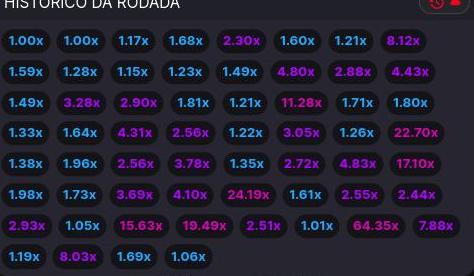 HISTÓRICO DA RODADA
1.00x 1.00x 1.17x 1.68x 2.30x 1.60x 1.21x 8.12x
1.59x 1.28x 1.15x 1.23x 1.49x 4.80x 2.88x 4.43x
1.49x 3.28x 2.90x 1.81x 1.21x 11.28x 1.71x 1.80x
1.33x 1.64x 4.31x 2.56x 1.22x 3.05x 1.26x 22.70x
1.38x 1.96x 2.56x 3.78x 1.35x 2.72x 4.83x 17.10x
1.98x 1.73x 3.69x 4.10x 24.19x 1.61x 2.55x 2.44x
2.93x 1.05x 15.63x 19.49x 2.51x 1.01x 64.35x 7.88x
1.19x 8.03x 1.69x 1.06x